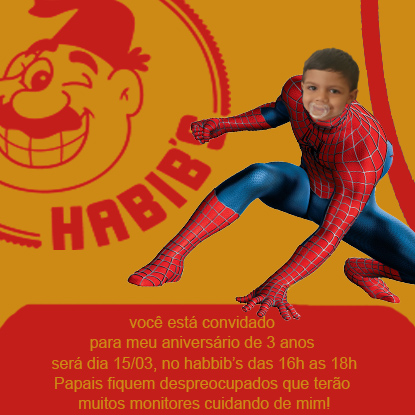 HABIB's
você está convidado
para meu aniversário de 3 anos
será dia 15/03, no habbib's das 16h as 18h
Papais fiquem despreocupados que terão
muitos monitores cuidando de mim!